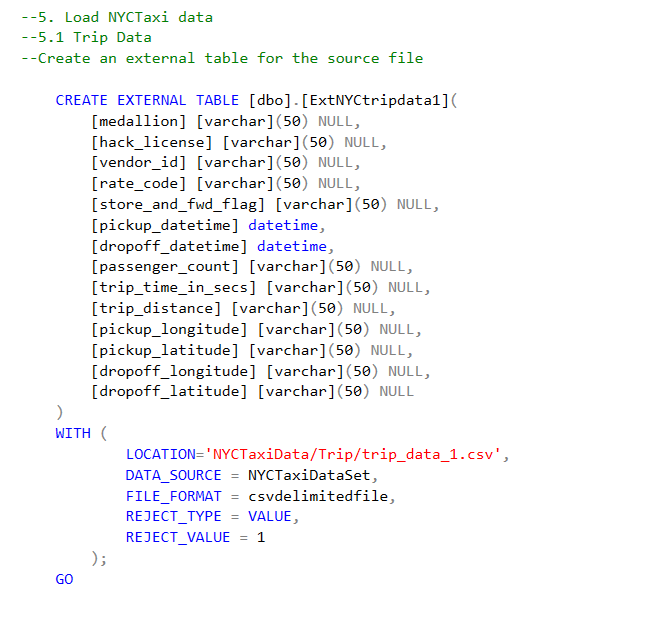 --5. Load NYCTaxi data
--5.1 Trip Data
--Create an external table for the source file
CREATE EXTERNAL TABLE [dbo].[ExtNYCtripdata1](
[medallion] [varchar](50) NULL,
[hack_license] [varchar](50) NULL,
[vendor_id] [varchar](50) NULL,
[rate_code] [varchar](50) NULL,
[store_and_fwd_flag] [varchar](50) NULL,
[pickup_datetime] datetime,
[dropoff_datetime] datetime,
[passenger_count] [varchar](50) NULL,
[trip_time_in_secs] [varchar](50) NULL,
[trip_distance] [varchar](50) NULL,
[pickup_longitude] [varchar](50) NULL,
[pickup_latitude] [varchar](50) NULL,
[dropoff_longitude] [varchar](50) NULL,
[dropoff_latitude] [varchar](50) NULL
)
WITH (
LOCATION='NYCTaxiData/Trip/trip_data_1.csv',
DATA_SOURCE = NYCTaxiDataSet,
FILE_FORMAT = csvdelimitedfile,
REJECT_TYPE = VALUE,
REJECT_VALUE = 1
);
GO